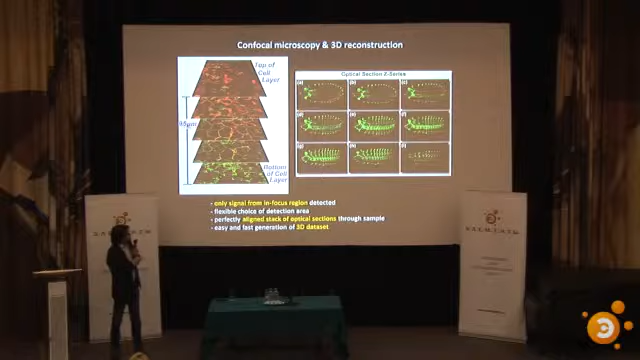 Confocal microscopy & 3D reconstruction
Top of
Cell
Layer
Bottom
of Cell
Layer
Optical Section Z-Series
(a)
(b)
(c)
(d)
(e)
(f)
(g)
(h)
(i)
- only signal from in-focus region detected
- flexible choice of detection area
- perfectly aligned stack of optical sections through sample
- easy and fast generation of 3D dataset